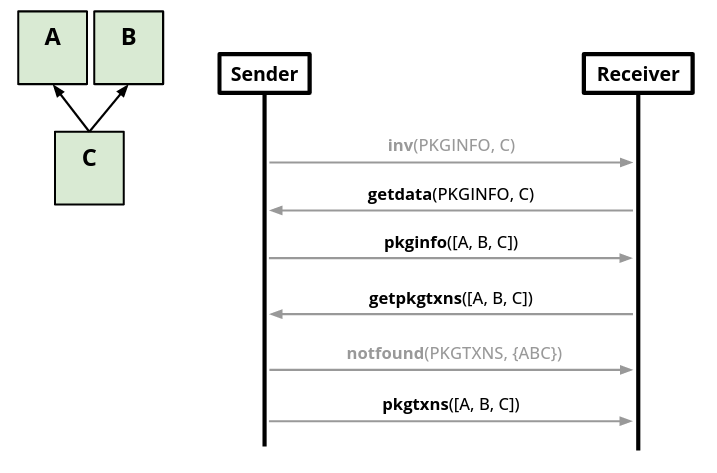 A
B
C
Sender
Receiver
inv(PKGINFO, C)
getdata(PKGINFO, C)
pkginfo([A, B, C])
getpkgtxns([A, B, C])
notfound(PKGTXNS, {ABC})
pkgtxns([A, B, C])